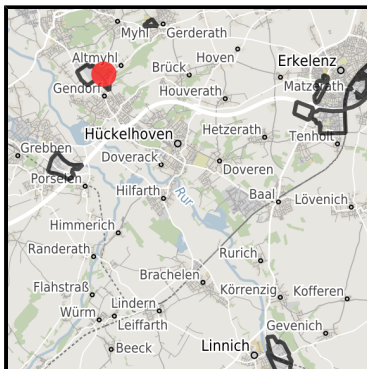 Myhl
Gerderath
Altmyhl
Hoven
Erkelenz
Brück
Gendorf
Houverath
Matzerath
Hückelhoven
Hetzerath
Tenholt
Grebben
Doverack
Doveren
Porselen
Hilfarth
Rur
Baal
Lövenich
Himmerich
Randerath
Rurich
Brachelen
Flahstraß
Körrenzig
Kofferen
Lindern
Würm
Leiffarth
Gevenich
Beeck
Linnich